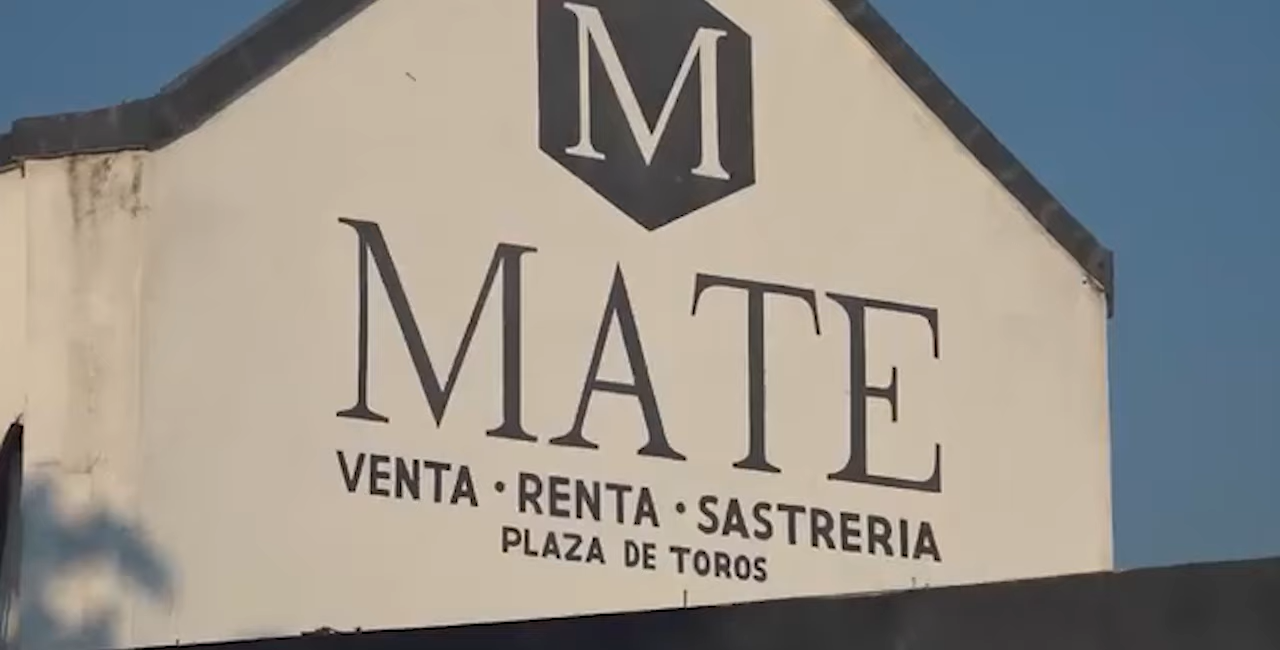 M
MATE
VENTA · RENTA · SASTRERIA
PLAZA DE TOROS